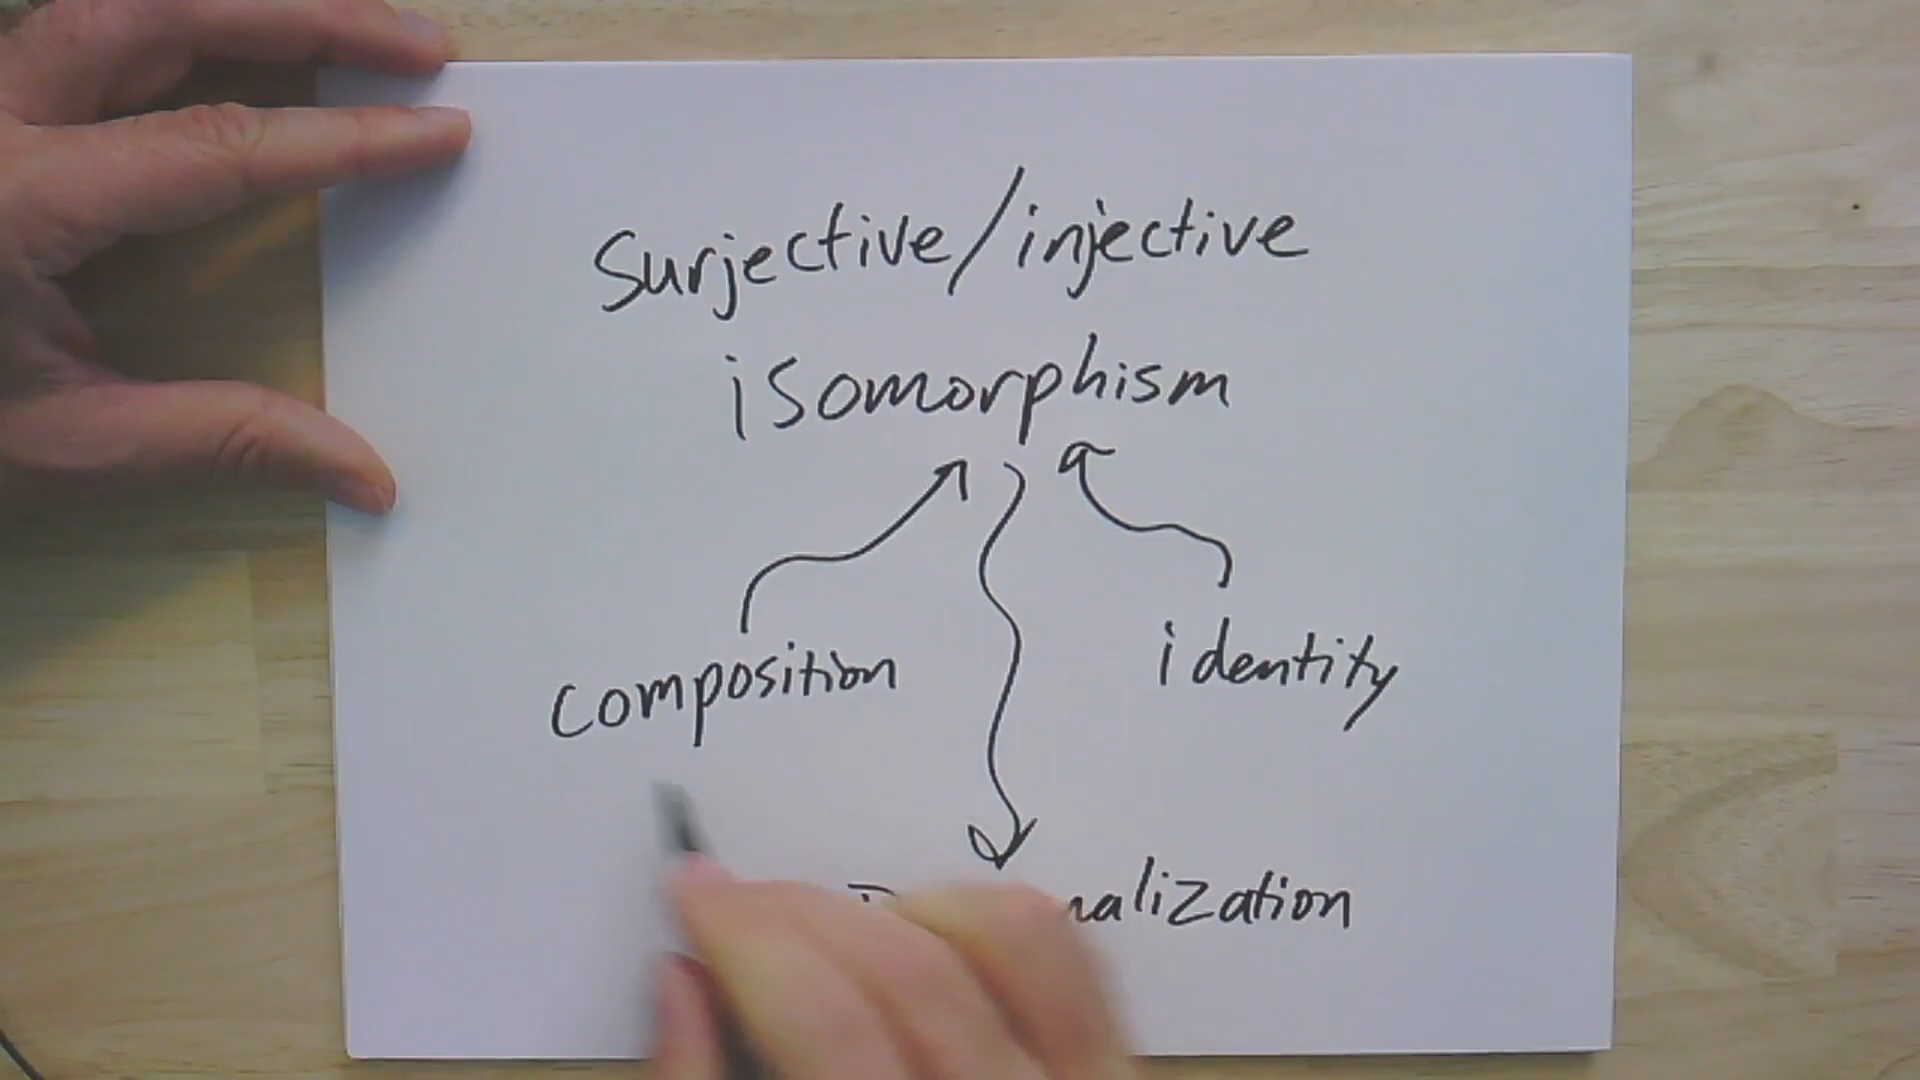 Surjective/injective
isomorphism
composition
identity